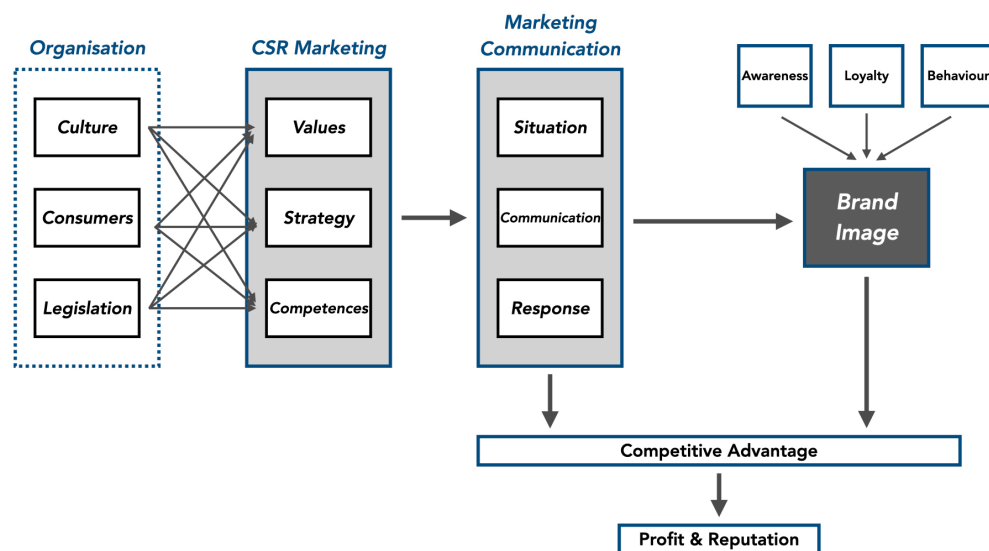 Organisation
Culture
Consumers
Legislation
CSR Marketing
Values
Strategy
Competences
Marketing
Communication
Situation
Communication
Response
Awareness
Loyalty
Behaviour
Brand
Image
Competitive Advantage
Profit & Reputation